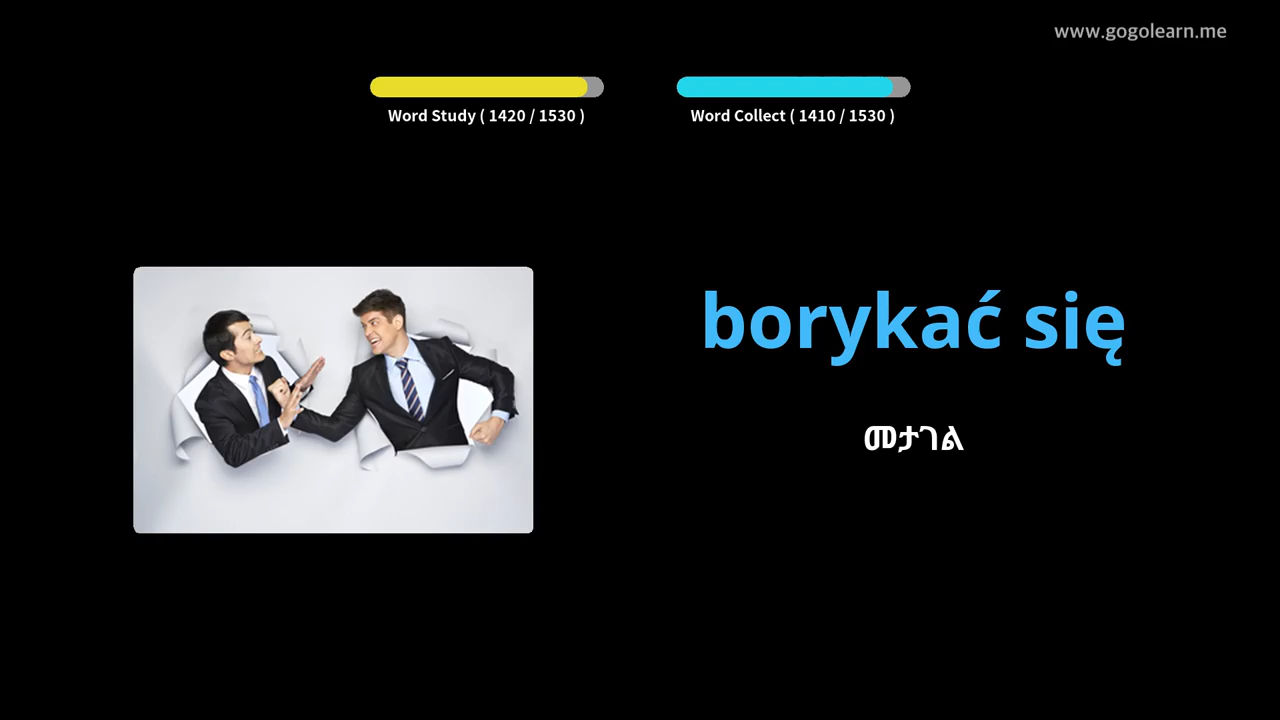 www.gogolearn.me
Word Study ( 1420 / 1530 )
Word Collect ( 1410 / 1530 )
borykać się
መታገል